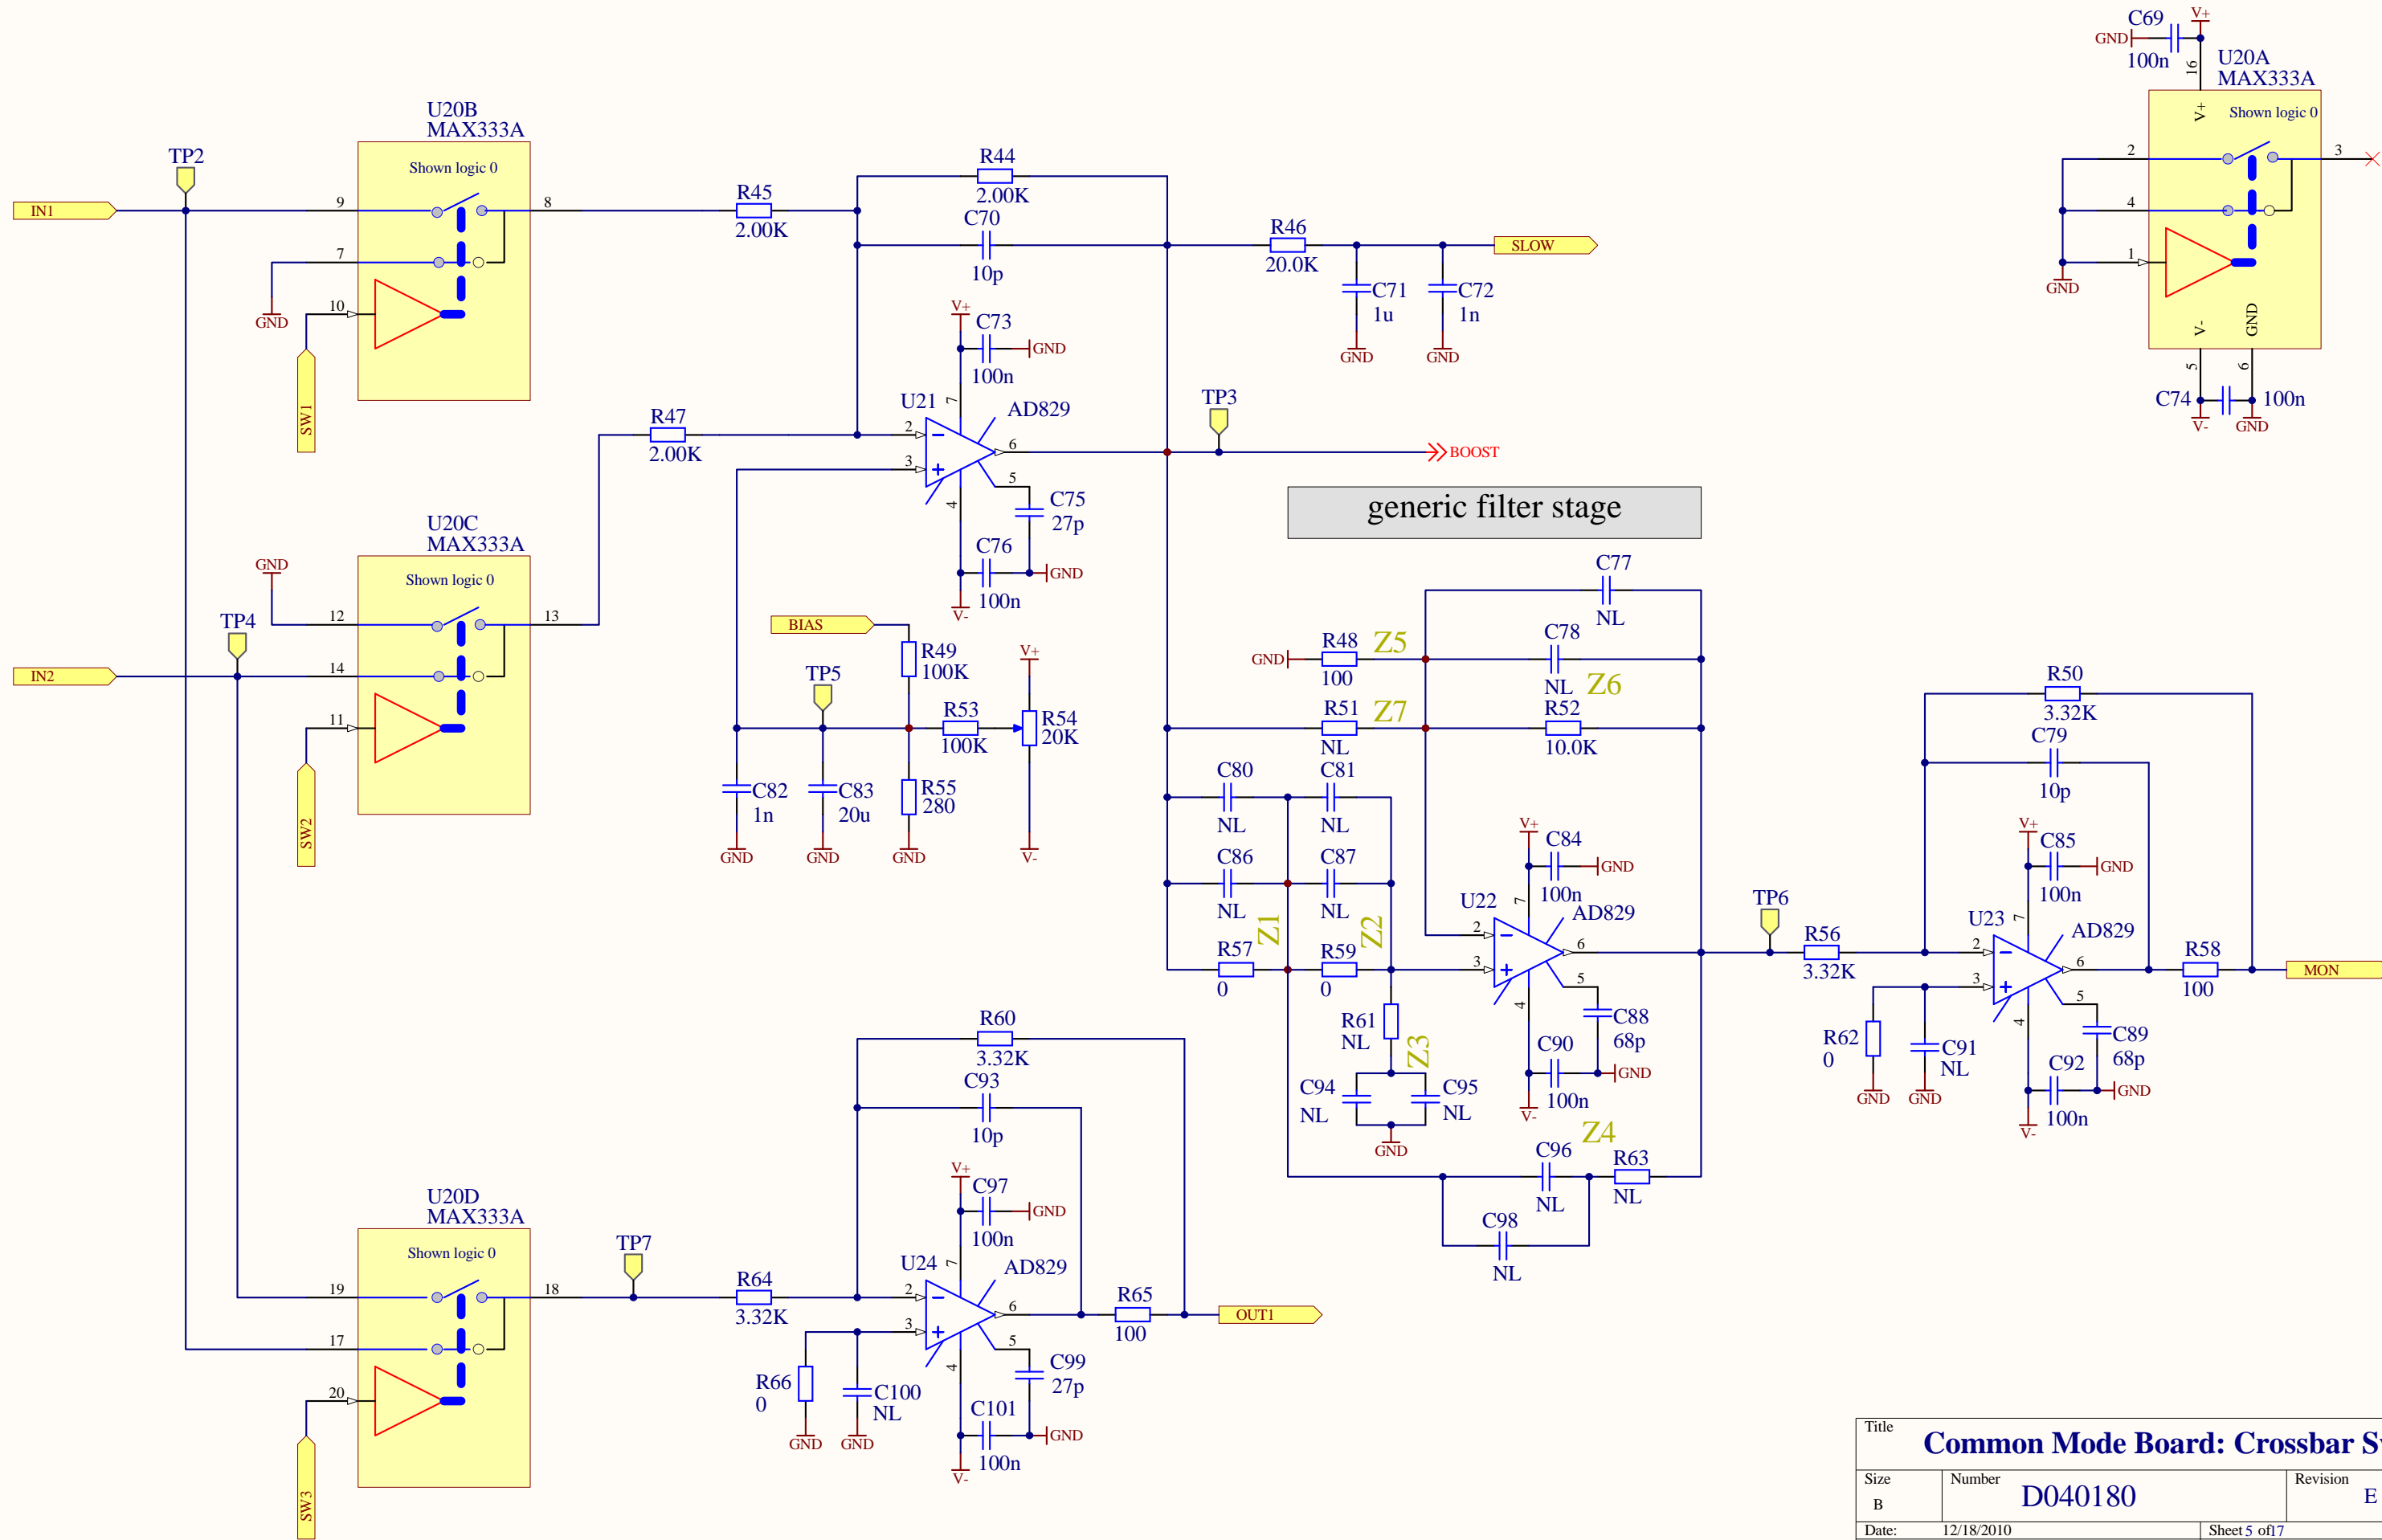 C69
V+
GND
100n
16
U20A
MAX333A
V+
Shown logic 0
2
3
4
1
GND
V-
GND
5
6
C74
100n
V-
GND
U20B
MAX333A
Shown logic 0
TP2
IN1
9
8
7
GND
10
SW1
R45
2.00K
R44
2.00K
C70
10p
R46
20.0K
SLOW
C71
1u
C72
1n
GND
GND
V+
C73
GND
100n
R47
2.00K
U21
7
AD829
2
3
6
5
4
TP3
BOOST
C75
27p
C76
GND
100n
V-
generic filter stage
U20C
MAX333A
GND
Shown logic 0
12
13
TP4
IN2
14
11
SW2
BIAS
R49
100K
TP5
V+
R53
100K
R54
20K
C82
1n
C83
20u
R55
280
GND
GND
GND
V-
C77
NL
GND
R48
100
Z5
C78
NL
Z6
R51
NL
Z7
R52
10.0K
C80
NL
C81
NL
C86
NL
C87
NL
Z1
Z2
R57
0
R59
0
V+
C84
GND
100n
U22
7
AD829
2
3
6
5
4
TP6
R61
NL
Z3
C88
68p
C90
GND
100n
V-
C94
NL
C95
NL
GND
Z4
C96
NL
R63
NL
C98
NL
R50
3.32K
C79
10p
V+
C85
GND
100n
R56
3.32K
U23
7
AD829
2
3
6
5
4
R58
100
MON
R62
0
C91
NL
C89
68p
C92
GND
100n
GND
GND
V-
R60
3.32K
C93
10p
V+
C97
GND
100n
U20D
MAX333A
Shown logic 0
TP7
19
18
17
20
SW3
R64
3.32K
U24
7
AD829
2
3
6
5
4
R65
100
OUT1
R66
0
C100
NL
C99
27p
C101
GND
100n
GND
GND
V-
Title
Common Mode Board: Crossbar
Size
B
Number
D040180
Revision
E
Date:
12/18/2010
Sheet 5 of17